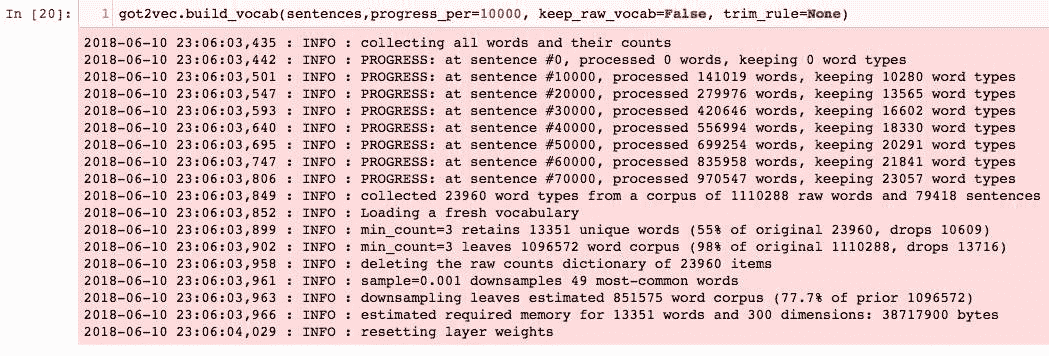 In [20]: 1 got2vec.build_vocab(sentences,progress_per=10000, keep_raw_vocab=False, trim_rule=None)
2018-06-10 23:06:03,435 : INFO : collecting all words and their counts
2018-06-10 23:06:03,442 : INFO : PROGRESS: at sentence #0, processed 0 words, keeping 0 word types
2018-06-10 23:06:03,501 : INFO : PROGRESS: at sentence #10000, processed 141019 words, keeping 10280 word types
2018-06-10 23:06:03,547 : INFO : PROGRESS: at sentence #20000, processed 279976 words, keeping 13565 word types
2018-06-10 23:06:03,593 : INFO : PROGRESS: at sentence #30000, processed 420646 words, keeping 16602 word types
2018-06-10 23:06:03,640 : INFO : PROGRESS: at sentence #40000, processed 556994 words, keeping 18330 word types
2018-06-10 23:06:03,695 : INFO : PROGRESS: at sentence #50000, processed 699254 words, keeping 20291 word types
2018-06-10 23:06:03,747 : INFO : PROGRESS: at sentence #60000, processed 835958 words, keeping 21841 word types
2018-06-10 23:06:03,806 : INFO : PROGRESS: at sentence #70000, processed 970547 words, keeping 23057 word types
2018-06-10 23:06:03,849 : INFO : collected 23960 word types from a corpus of 1110288 raw words and 79418 sentences
2018-06-10 23:06:03,852 : INFO : Loading a fresh vocabulary
2018-06-10 23:06:03,899 : INFO : min_count=3 retains 13351 unique words (55% of original 23960, drops 10609)
2018-06-10 23:06:03,902 : INFO : min_count=3 leaves 1096572 word corpus (98% of original 1110288, drops 13716)
2018-06-10 23:06:03,958 : INFO : deleting the raw counts dictionary of 23960 items
2018-06-10 23:06:03,961 : INFO : sample=0.001 downsamples 49 most-common words
2018-06-10 23:06:03,963 : INFO : downsampling leaves estimated 851575 word corpus (77.7% of prior 1096572)
2018-06-10 23:06:03,966 : INFO : estimated required memory for 13351 words and 300 dimensions: 38717900 bytes
2018-06-10 23:06:04,029 : INFO : resetting layer weights